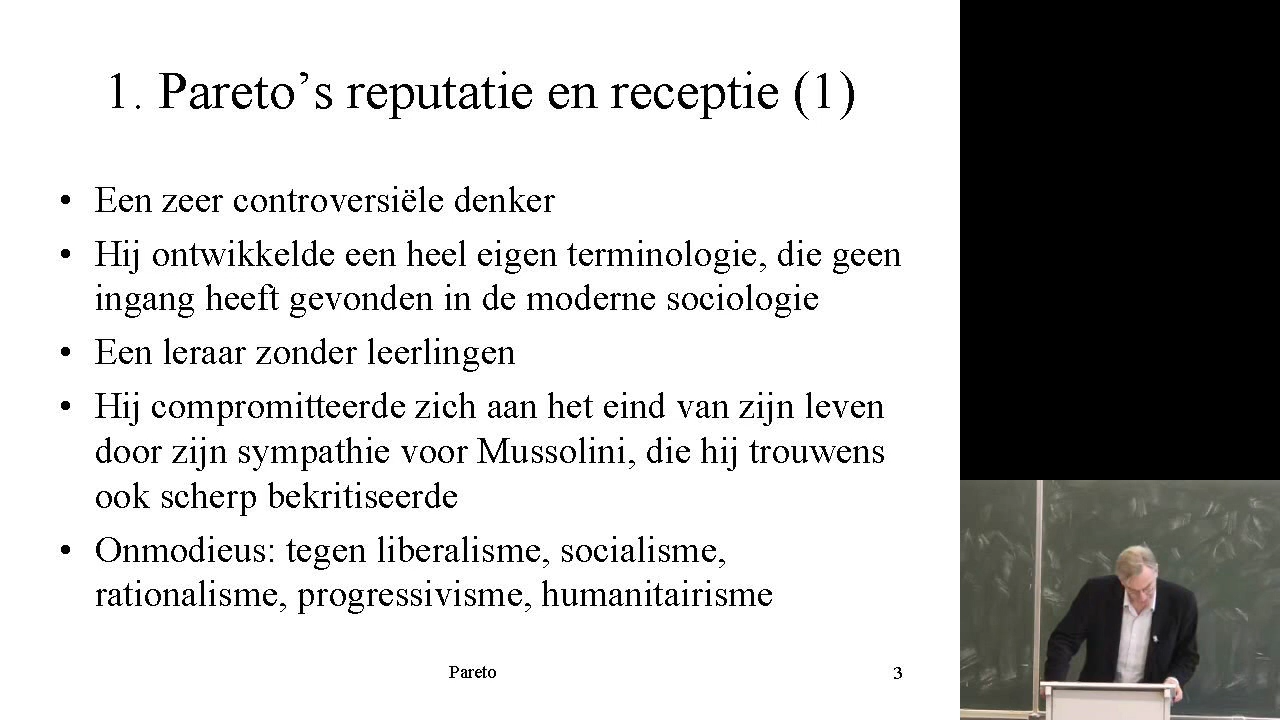 1. Pareto’s reputatie en receptie (1)
• Een zeer controversiële denker
• Hij ontwikkelde een heel eigen terminologie, die geen
ingang heeft gevonden in de moderne sociologie
• Een leraar zonder leerlingen
• Hij compromitteerde zich aan het eind van zijn leven
door zijn sympathie voor Mussolini, die hij trouwens
ook scherp bekritiseerde
• Onmodieus: tegen liberalisme, socialisme,
rationalisme, progressivisme, humanitairisme
Pareto
3